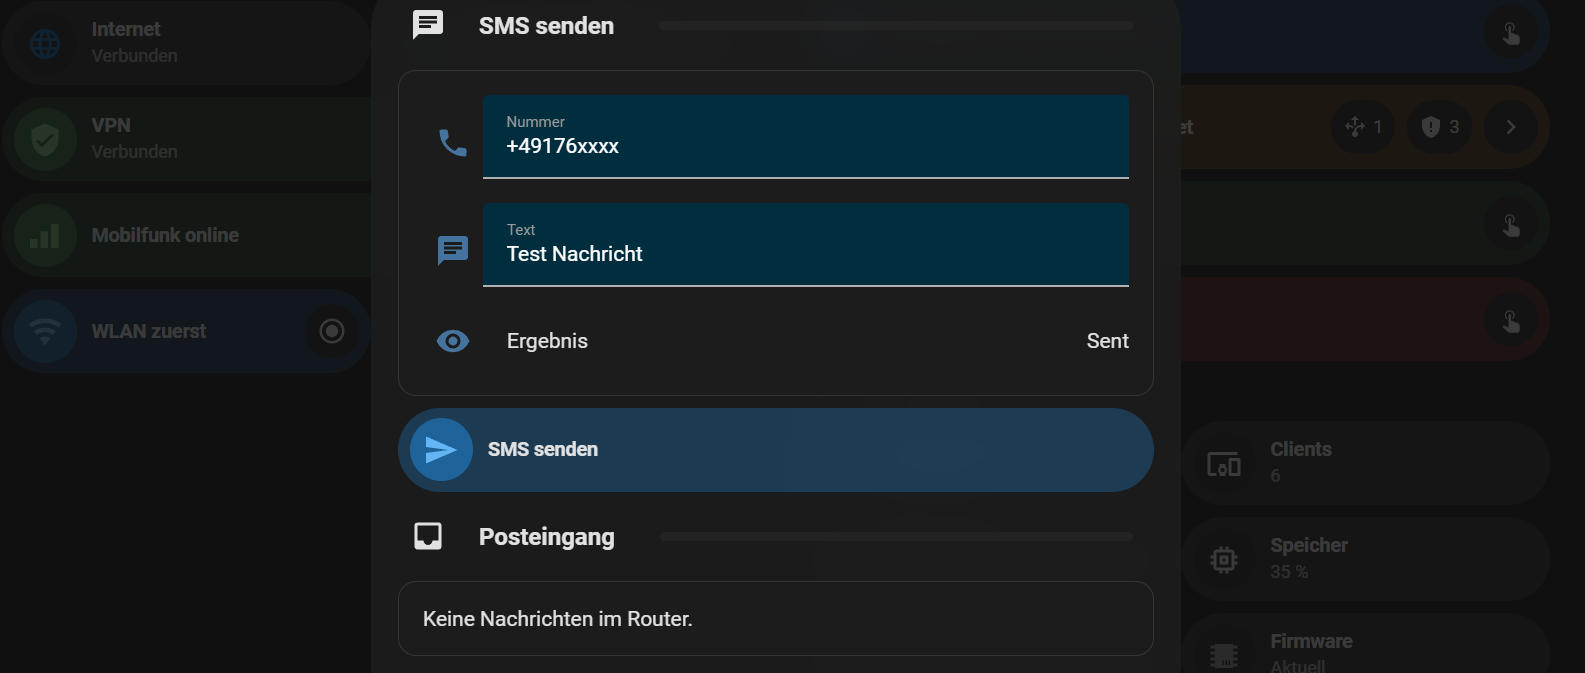 Internet
Verbunden
VPN
Verbunden
Mobilfunk online
WLAN zuerst
SMS senden
Nummer
+49176xxxx
Text
Test Nachricht
Ergebnis
Sent
SMS senden
Posteingang
Keine Nachrichten im Router.
et
1
3
Clients
6
Speicher
35 %
Firmware
Aktuell